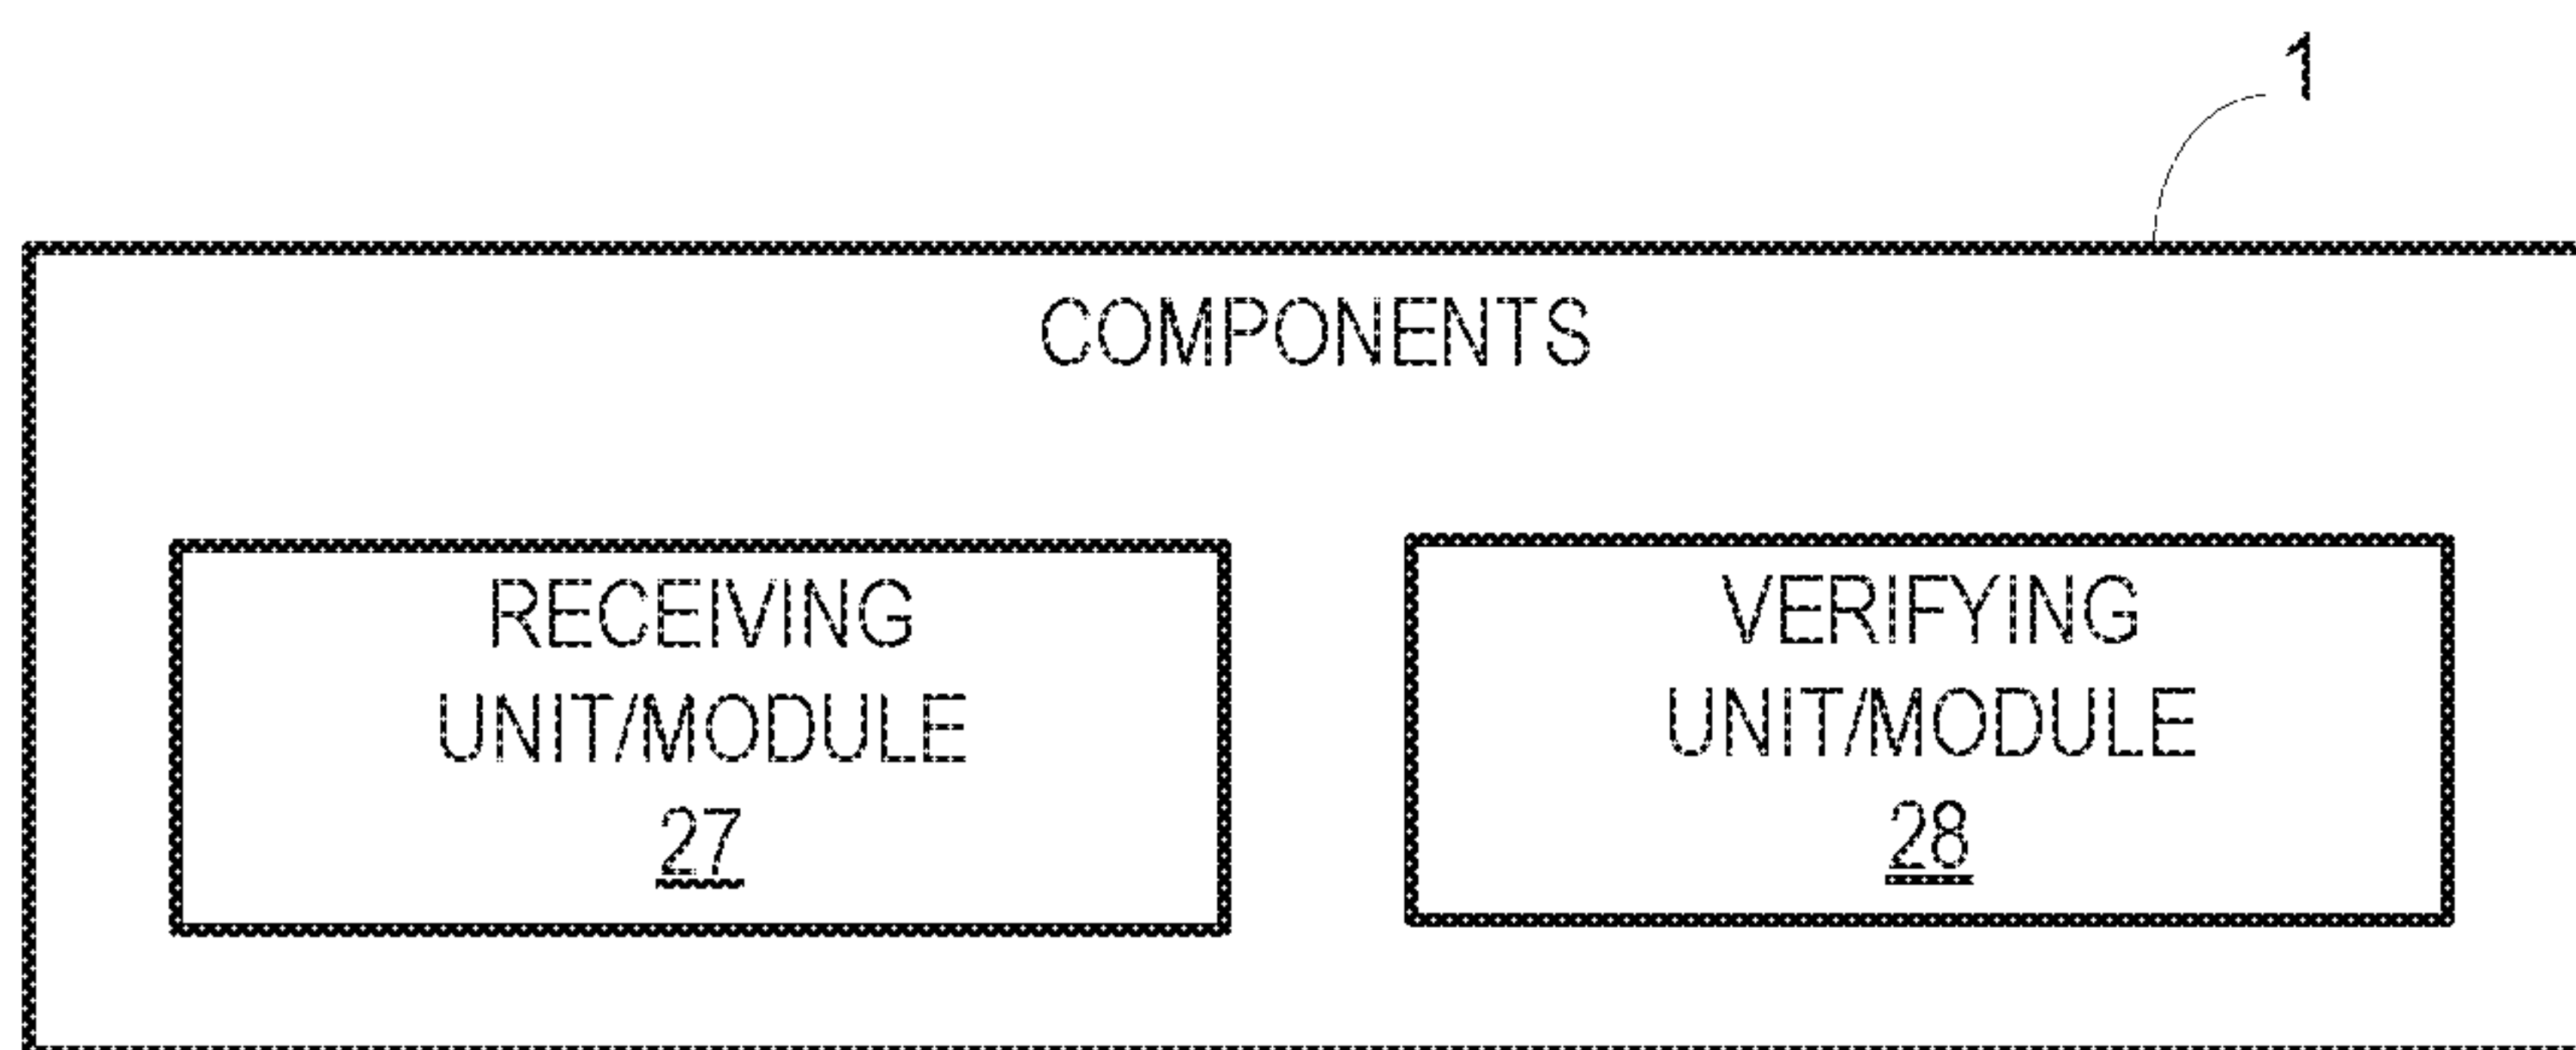 1
COMPONENTS
RECEIVING
UNIT/MODULE
27
VERIFYING
UNIT/MODULE
28